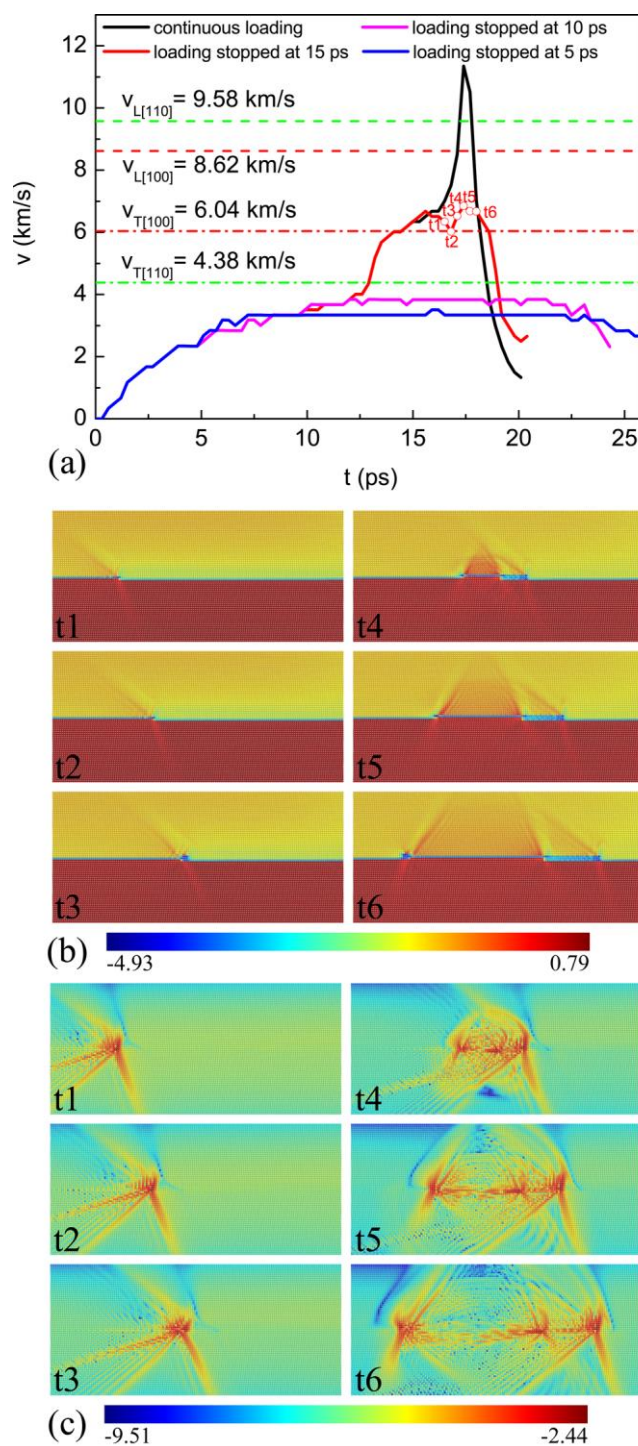 continuous loading
loading stopped at 10 ps
loading stopped at 15 ps
loading stopped at 5 ps
12
10
8
6
4
2
0
v (km/s)
v_L[110] = 9.58 km/s
v_L[100] = 8.62 km/s
v_T[100] = 6.04 km/s
v_T[110] = 4.38 km/s
t1
t2
t3
t4
t5
t6
0
5
10
15
20
25
t (ps)
(a)
t1
t4
t2
t5
t3
t6
(b)
-4.93
0.79
t1
t4
t2
t5
t3
t6
(c)
-9.51
-2.44